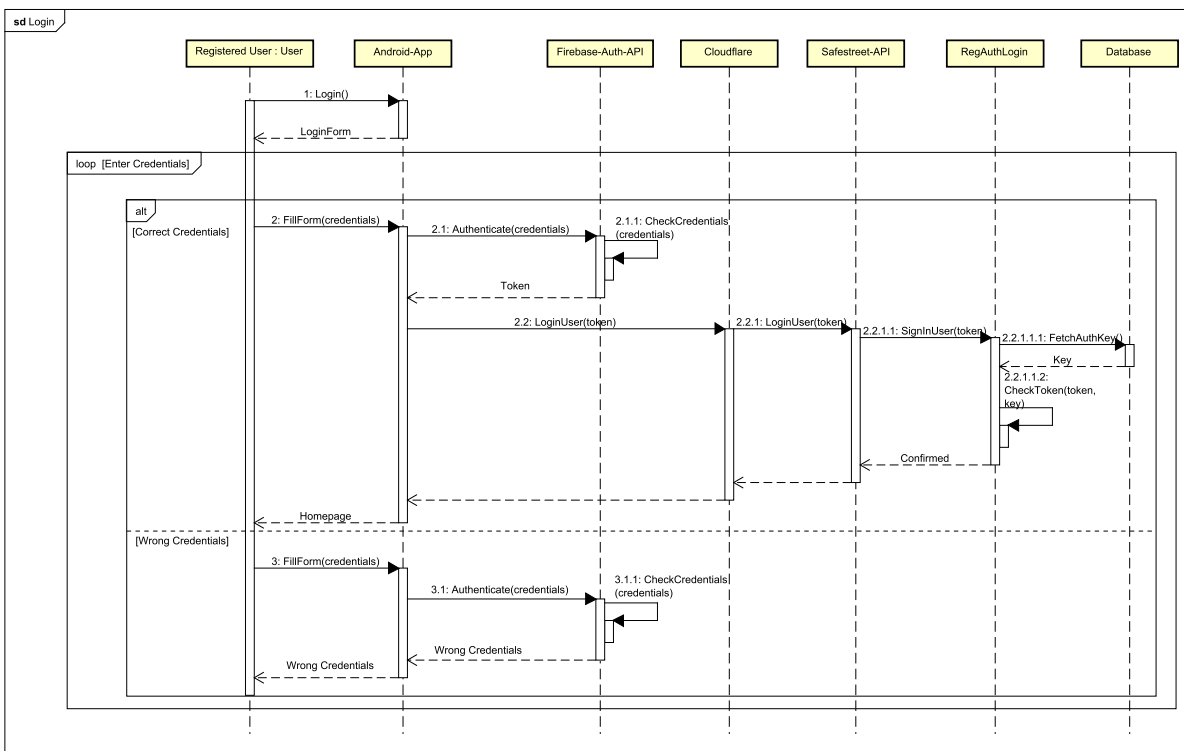 sd Login
Registered User : User
Android-App
Firebase-Auth-API
Cloudflare
Safestreet-API
RegAuthLogin
Database
1: Login()
LoginForm
loop [Enter Credentials]
alt
[Correct Credentials]
2: FillForm(credentials)
2.1: Authenticate(credentials)
2.1.1: CheckCredentials
(credentials)
Token
2.2: LoginUser(token)
2.2.1: LoginUser(token)
2.2.1.1: SignInUser(token)
2.2.1.1.1: FetchAuthKey()
Key
2.2.1.1.2:
CheckToken(token,
key)
Confirmed
Homepage
[Wrong Credentials]
3: FillForm(credentials)
3.1: Authenticate(credentials)
3.1.1: CheckCredentials
(credentials)
Wrong Credentials
Wrong Credentials